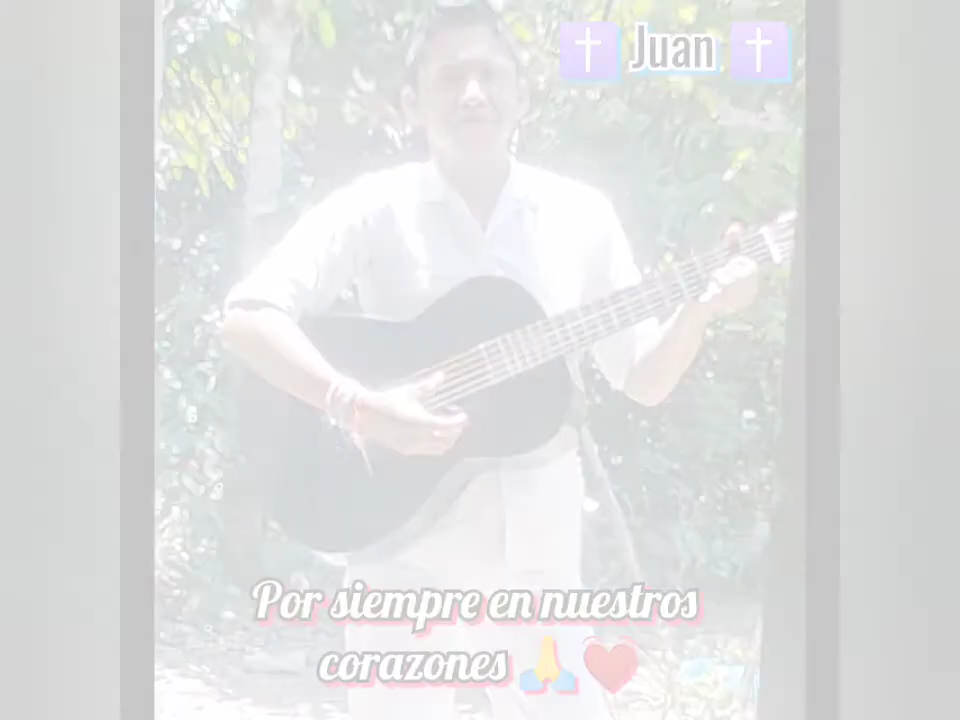 ✝️ Juan ✝️
Por siempre en nuestros
corazones 🙏💓